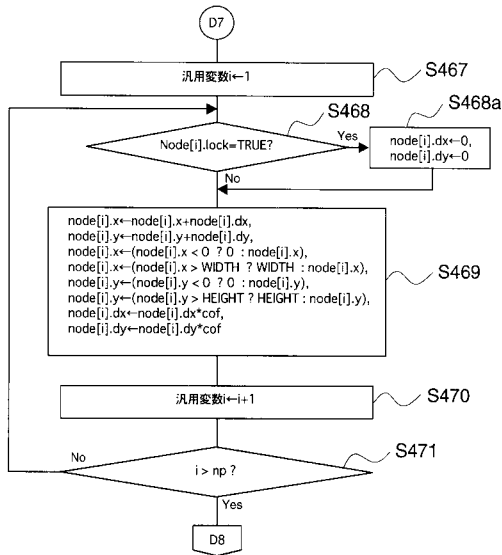 D7
汎用変数i←1
S467
S468
S468a
Node[i].lock=TRUE?
Yes
node[i].dx←0,
node[i].dy←0
No
node[i].x←node[i].x+node[i].dx,
node[i].y←node[i].y+node[i].dy,
node[i].x←(node[i].x < 0 ? 0 : node[i].x),
node[i].x←(node[i].x > WIDTH ? WIDTH : node[i].x),
node[i].y←(node[i].y < 0 ? 0 : node[i].y),
node[i].y←(node[i].y > HEIGHT ? HEIGHT : node[i].y),
node[i].dx←node[i].dx*cof,
node[i].dy←node[i].dy*cof
S469
汎用変数i←i+1
S470
No
i > np ?
S471
Yes
D8